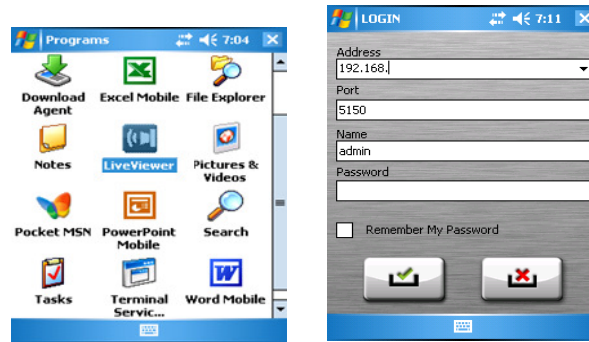 Programs 7:04
Download Agent Excel Mobile File Explorer
Notes LiveViewer Pictures & Videos
Pocket MSN PowerPoint Mobile Search
Tasks Terminal Servic... Word Mobile
LOGIN 7:11
Address
192.168.
Port
5150
Name
admin
Password
Remember My Password